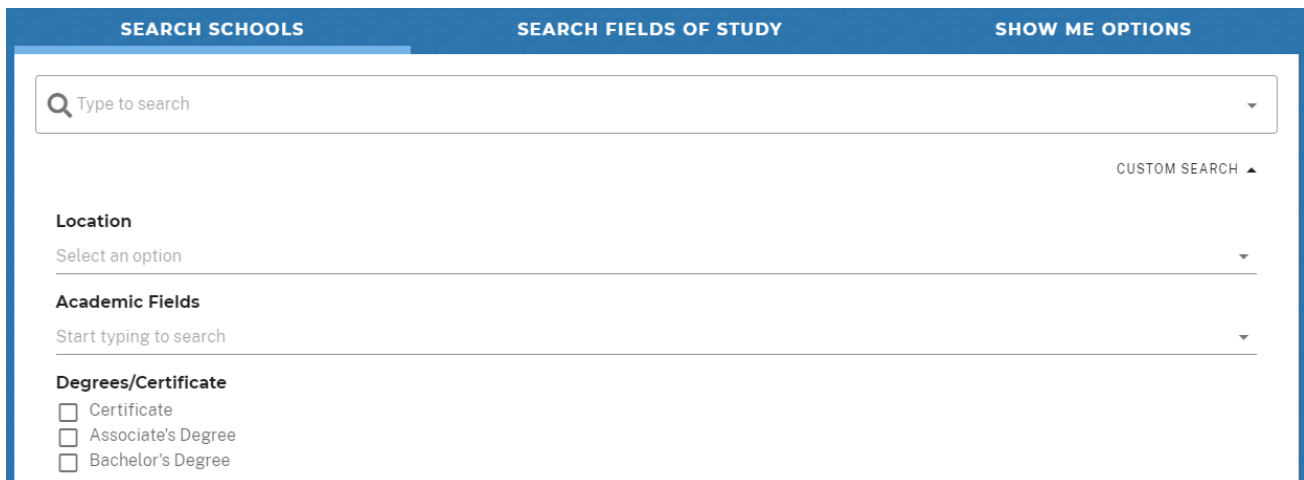 SEARCH SCHOOLS SEARCH FIELDS OF STUDY SHOW ME OPTIONS
Type to search
CUSTOM SEARCH
Location
Select an option
Academic Fields
Start typing to search
Degrees/Certificate
Certificate
Associate's Degree
Bachelor's Degree